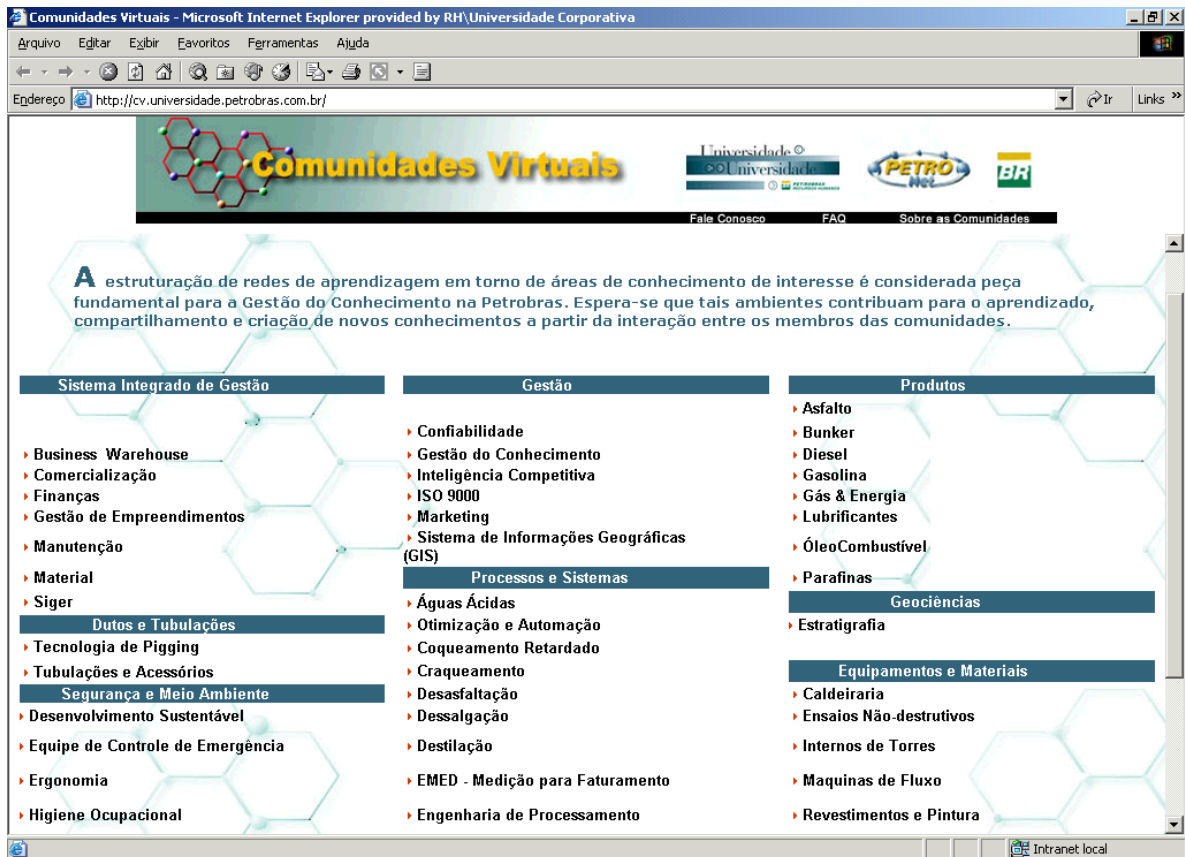 Comunidades Virtuais - Microsoft Internet Explorer provided by RH\Universidade Corporativa
Arquivo Editar Exibir Favoritos Ferramentas Ajuda
Endereço http://cv.universidade.petrobras.com.br/ Ir Links »
Comunidades Virtuais
Universidade
Universidade
PETROBRAS
PETRO
Net
BR
Fale Conosco FAQ Sobre as Comunidades
A estruturação de redes de aprendizagem em torno de áreas de conhecimento de interesse é considerada peça
fundamental para a Gestão do Conhecimento na Petrobras. Espera-se que tais ambientes contribuam para o aprendizado,
compartilhamento e criação de novos conhecimentos a partir da interação entre os membros das comunidades.
Sistema Integrado de Gestão
Business Warehouse
Comercialização
Finanças
Gestão de Empreendimentos
Manutenção
Material
Siger
Dutos e Tubulações
Tecnologia de Pigging
Tubulações e Acessórios
Segurança e Meio Ambiente
Desenvolvimento Sustentável
Equipe de Controle de Emergência
Ergonomia
Higiene Ocupacional
Gestão
Confiabilidade
Gestão do Conhecimento
Inteligência Competitiva
ISO 9000
Marketing
Sistema de Informações Geográficas
(GIS)
Processos e Sistemas
Águas Ácidas
Otimização e Automação
Coqueamento Retardado
Craqueamento
Desasfaltação
Dessalgação
Destilação
EMED - Medição para Faturamento
Engenharia de Processamento
Produtos
Asfalto
Bunker
Diesel
Gasolina
Gás & Energia
Lubrificantes
ÓleoCombustível
Parafinas
Geociências
Estratigrafia
Equipamentos e Materiais
Caldeiraria
Ensaios Não-destrutivos
Internos de Torres
Maquinas de Fluxo
Revestimentos e Pintura
Intranet local